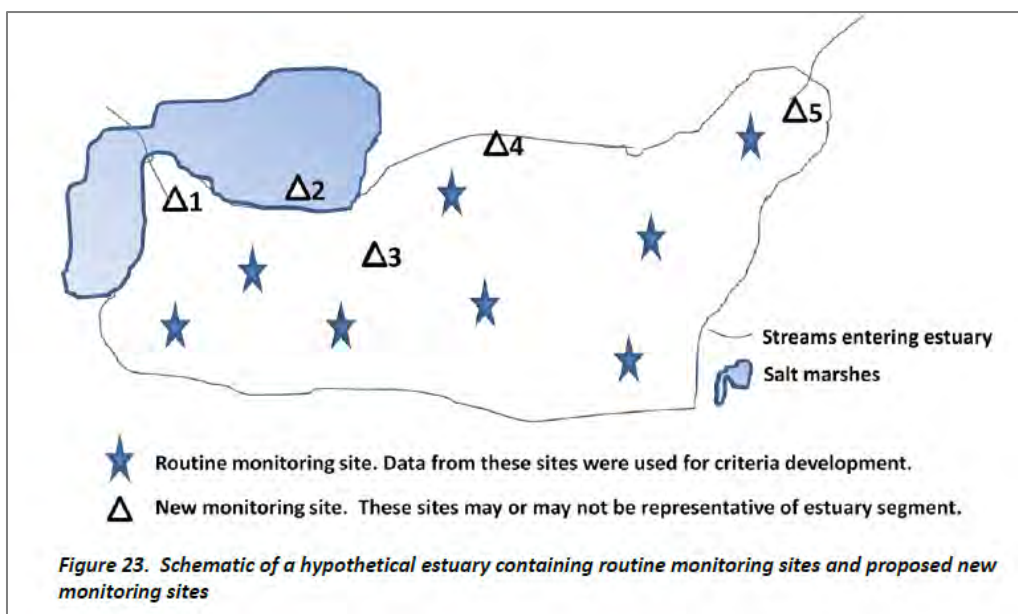 Δ5
Δ4
Δ1
Δ2
Δ3
Streams entering estuary
Salt marshes
Routine monitoring site. Data from these sites were used for criteria development.
New monitoring site. These sites may or may not be representative of estuary segment.
Figure 23. Schematic of a hypothetical estuary containing routine monitoring sites and proposed new
monitoring sites